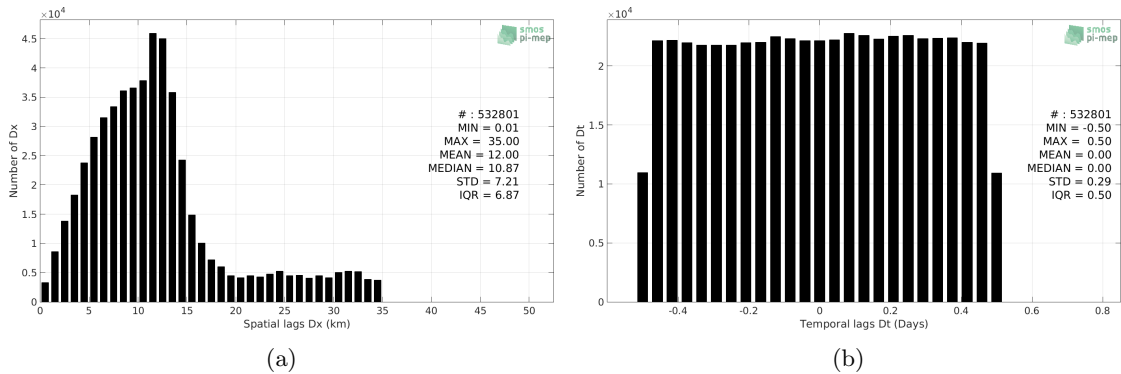 ×10⁴
4.5
4
3.5
3
2.5
2
1.5
1
0.5
0
Number of Dx
0 5 10 15 20 25 30 35 40 45 50
Spatial lags Dx (km)
smos
pi-mep
# : 532801
MIN = 0.01
MAX = 35.00
MEAN = 12.00
MEDIAN = 10.87
STD = 7.21
IQR = 6.87
(a)
×10⁴
2
1.5
1
0.5
0
Number of Dt
-0.4 -0.2 0 0.2 0.4 0.6 0.8
Temporal lags Dt (Days)
smos
pi-mep
# : 532801
MIN = -0.50
MAX = 0.50
MEAN = 0.00
MEDIAN = 0.00
STD = 0.29
IQR = 0.50
(b)